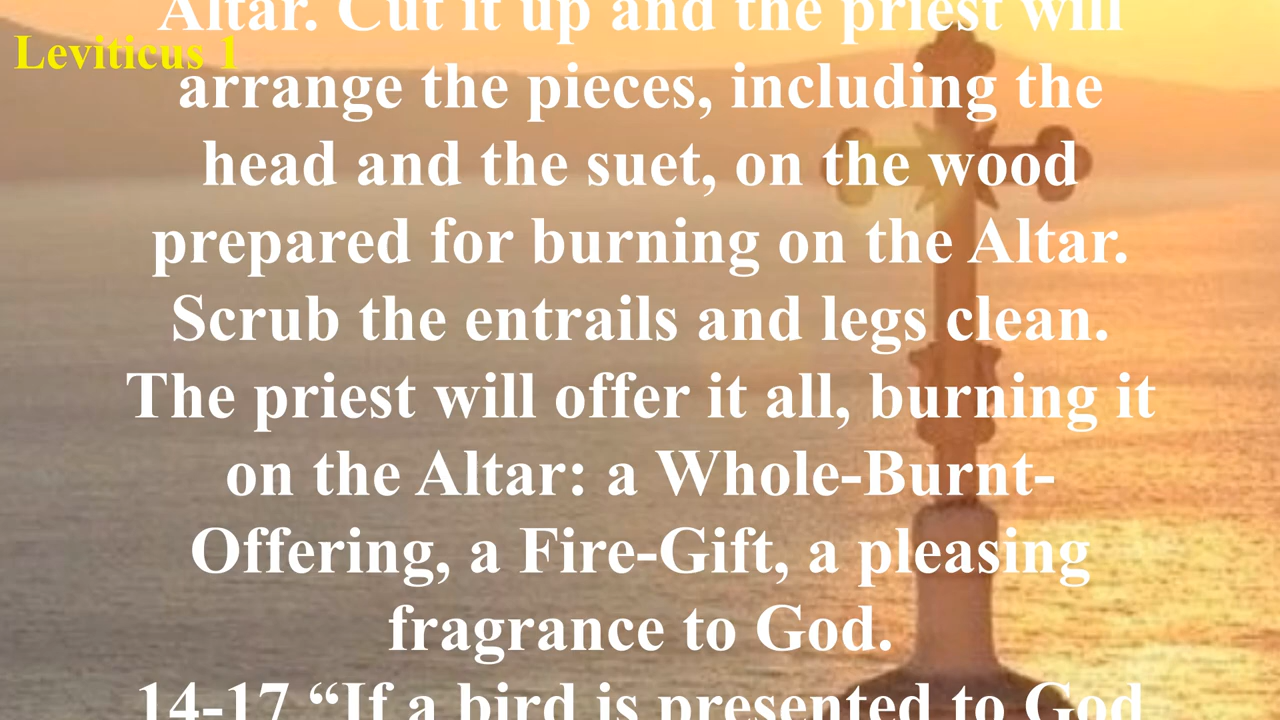 Altar. Cut it up and the priest will
Leviticus 1
arrange the pieces, including the
head and the suet, on the wood
prepared for burning on the Altar.
Scrub the entrails and legs clean.
The priest will offer it all, burning it
on the Altar: a Whole-Burnt-
Offering, a Fire-Gift, a pleasing
fragrance to God.
14-17 “If a bird is presented to God